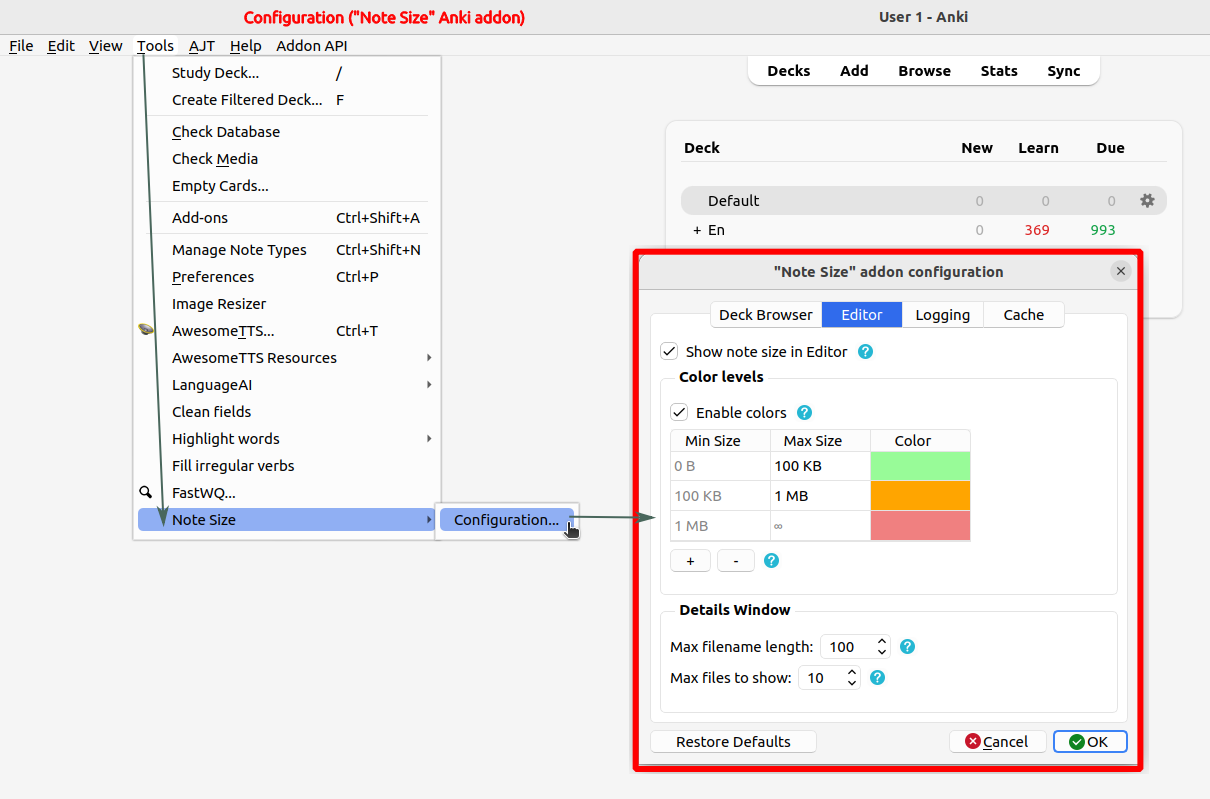 Configuration ("Note Size" Anki addon)
User 1 - Anki
File Edit View Tools AJT Help Addon API
Study Deck... /
Create Filtered Deck... F
Check Database
Check Media
Empty Cards...
Add-ons Ctrl+Shift+A
Manage Note Types Ctrl+Shift+N
Preferences Ctrl+P
Image Resizer
AwesomeTTS... Ctrl+T
AwesomeTTS Resources
LanguageAI
Clean fields
Highlight words
Fill irregular verbs
FastWQ...
Note Size
Configuration...
Decks Add Browse Stats Sync
Deck New Learn Due
Default 0 0 0
+ En 0 369 993
"Note Size" addon configuration
Deck Browser Editor Logging Cache
Show note size in Editor ?
Color levels
Enable colors ?
Min Size Max Size Color
0 B 100 KB
100 KB 1 MB
1 MB ∞
+ - ?
Details Window
Max filename length: 100 ?
Max files to show: 10 ?
Restore Defaults Cancel OK